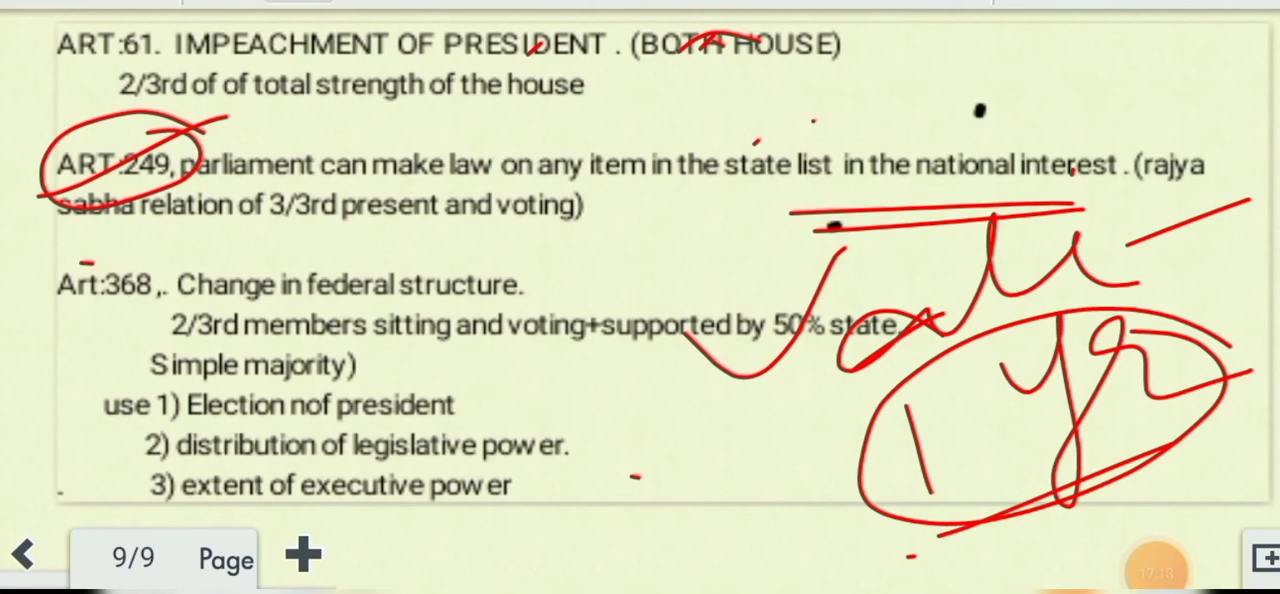 ART:61. IMPEACHMENT OF PRESIDENT . (BOTH HOUSE)
2/3rd of of total strength of the house
ART:249, parliament can make law on any item in the state list in the national interest . (rajya
sabha relation of 3/3rd present and voting)
Art:368 ,. Change in federal structure.
2/3rd members sitting and voting+supported by 50% state.
Simple majority)
use 1) Election nof president
2) distribution of legislative power.
3) extent of executive power
1 yr
9/9 Page
17:18